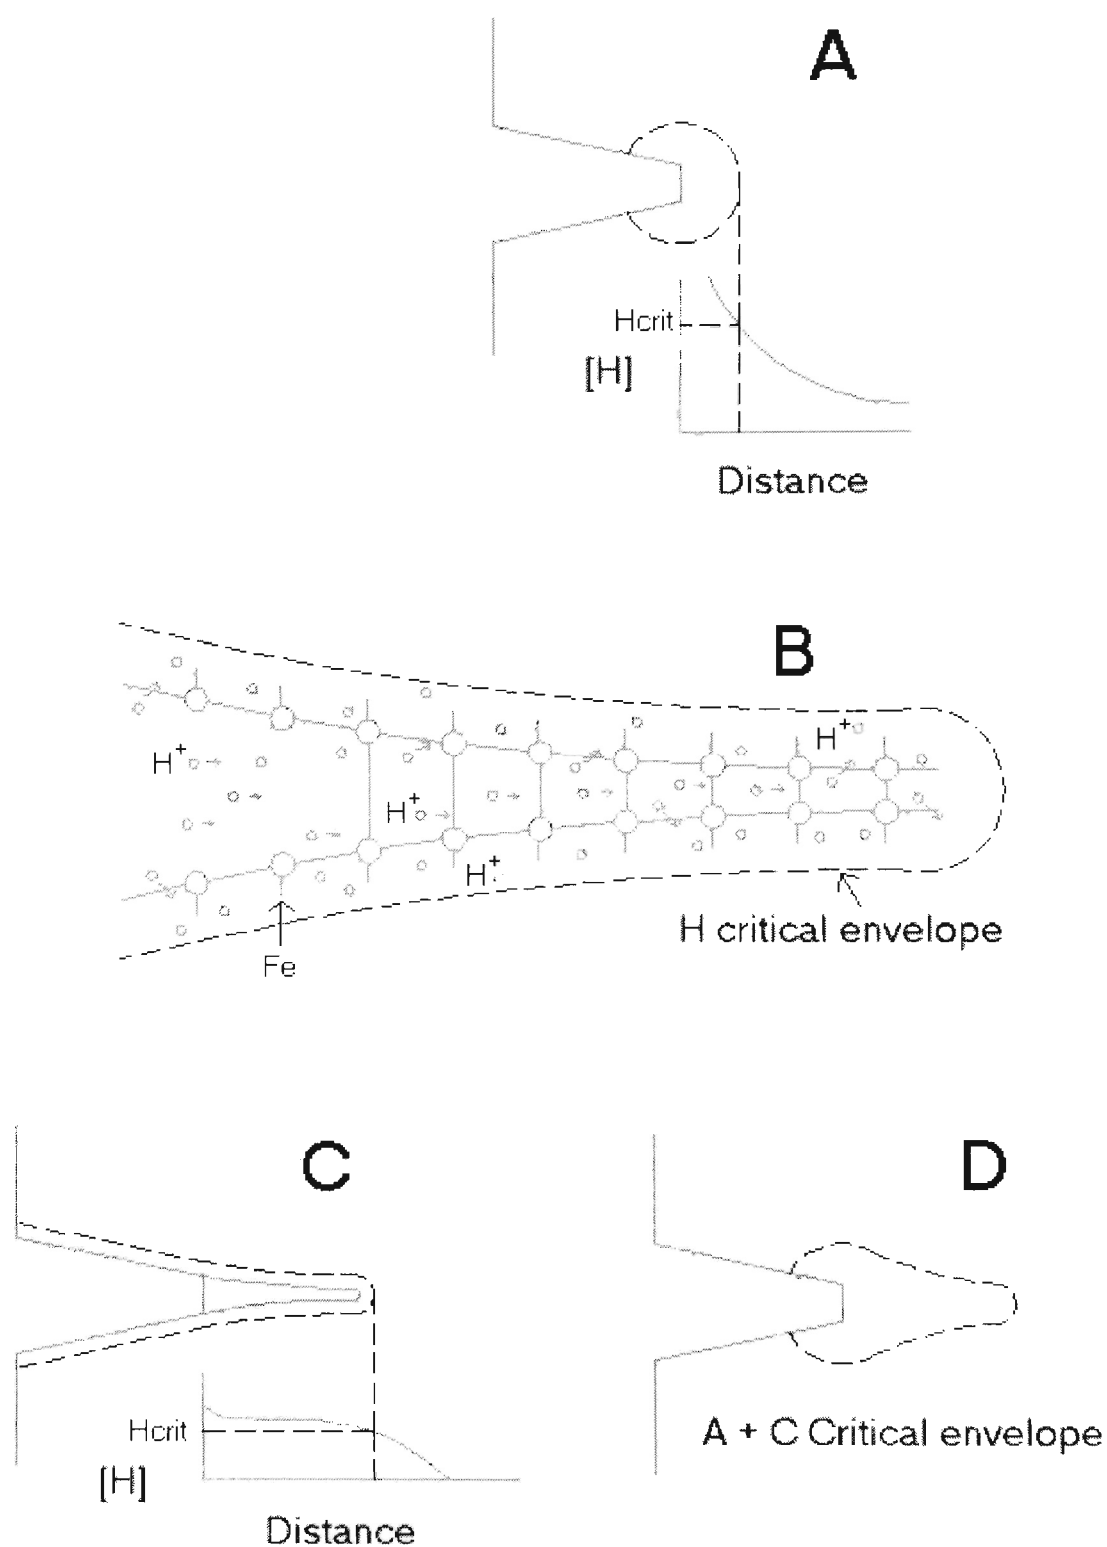 A
Hcrit
[H]
Distance
B
H+
H+
H+
H+
H critical envelope
Fe
C
D
Hcrit
[H]
Distance
A + C Critical envelope